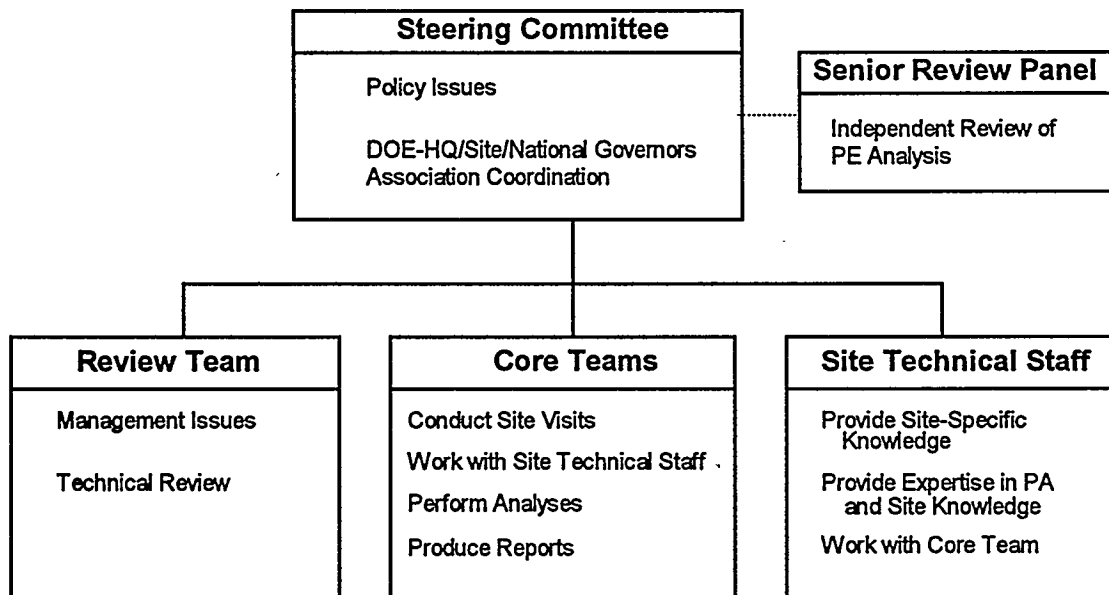 Steering Committee
Policy Issues
DOE-HQ/Site/National Governors
Association Coordination
Senior Review Panel
Independent Review of
PE Analysis
Review Team
Management Issues
Technical Review
Core Teams
Conduct Site Visits
Work with Site Technical Staff
Perform Analyses
Produce Reports
Site Technical Staff
Provide Site-Specific
Knowledge
Provide Expertise in PA
and Site Knowledge
Work with Core Team